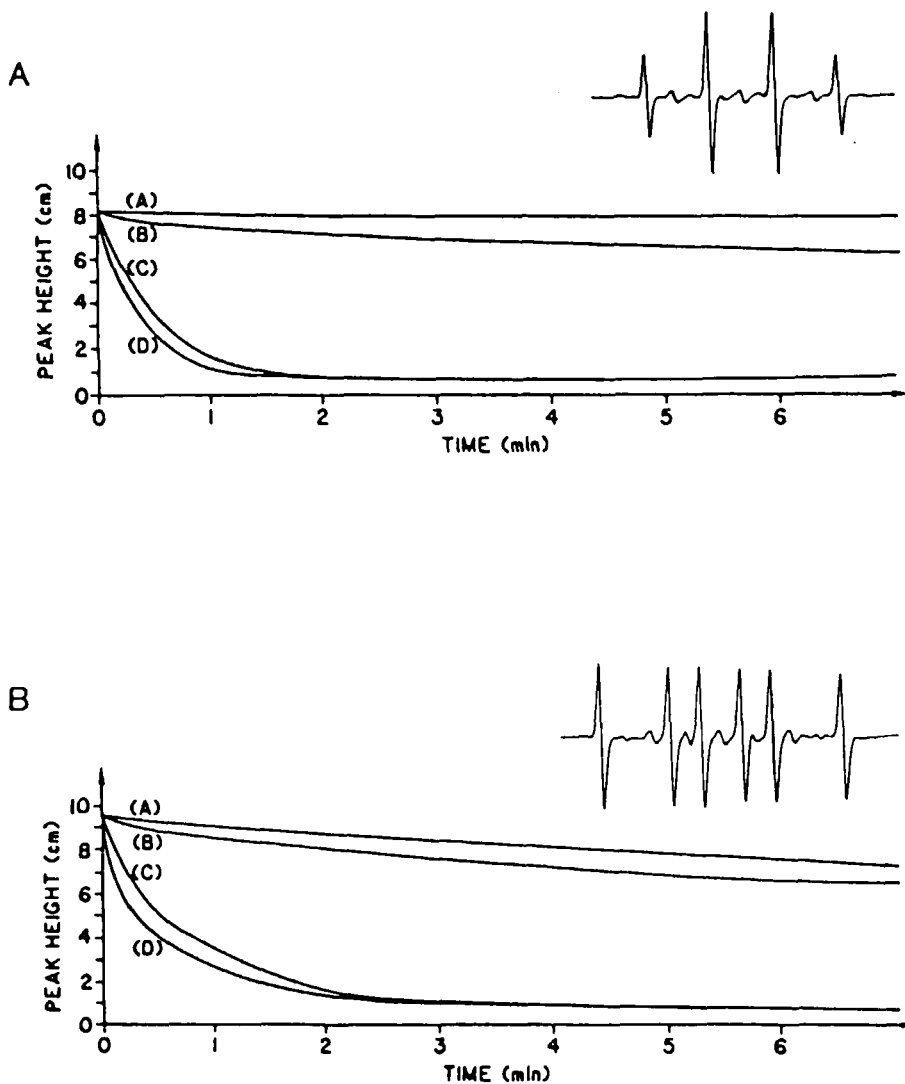 A
PEAK HEIGHT (cm)
10
8
6
4
2
0
(A)
(B)
(C)
(D)
0 1 2 3 4 5 6
TIME (min)
B
PEAK HEIGHT (cm)
10
8
6
4
2
0
(A)
(B)
(C)
(D)
0 1 2 3 4 5 6
TIME (min)